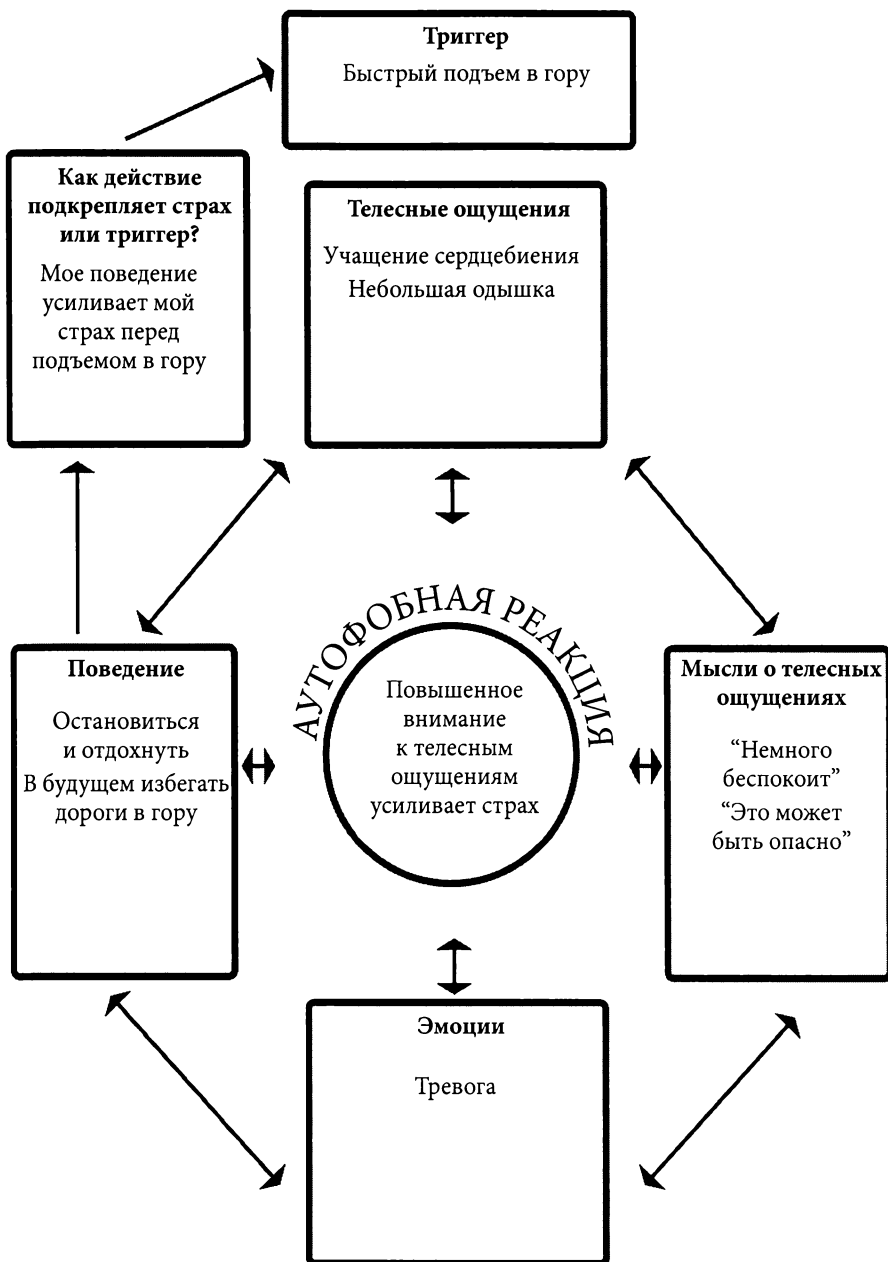 Триггер
Быстрый подъем в гору
Как действие
подкрепляет страх
или триггер?
Мое поведение
усиливает мой
страх перед
подъемом в гору
Телесные ощущения
Учащение сердцебиения
Небольшая одышка
АУТОФОБНАЯ РЕАКЦИЯ
Повышенное
внимание
к телесным
ощущениям
усиливает страх
Поведение
Остановиться
и отдохнуть
В будущем избегать
дороги в гору
Мысли о телесных
ощущениях
“Немного
беспокоит”
“Это может
быть опасно”
Эмоции
Тревога